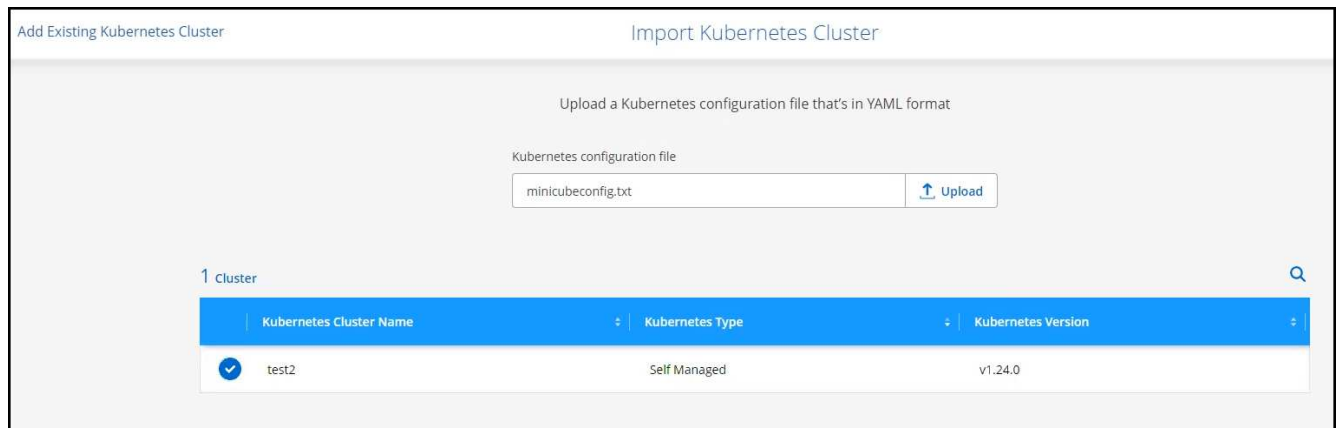 Add Existing Kubernetes Cluster
Import Kubernetes Cluster
Upload a Kubernetes configuration file that's in YAML format
Kubernetes configuration file
minicubeconfig.txt
Upload
1 Cluster
Kubernetes Cluster Name Kubernetes Type Kubernetes Version
test2 Self Managed v1.24.0